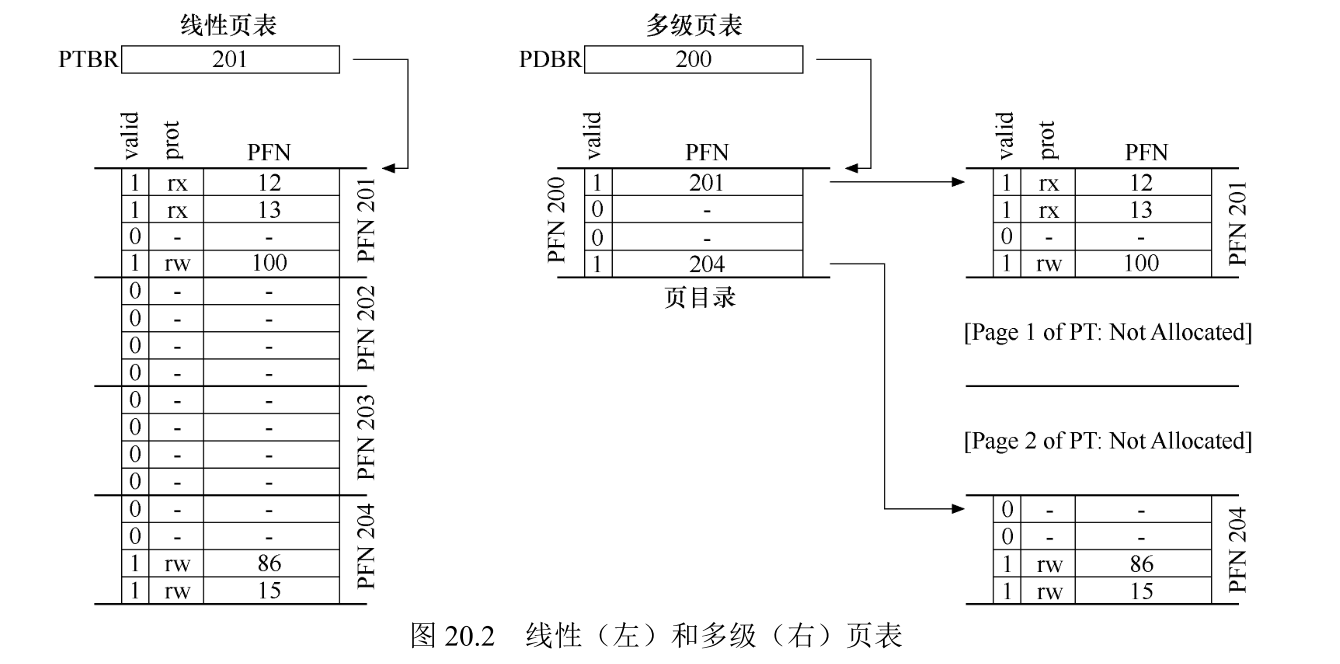 线性页表
PTBR 201
valid prot PFN
1 rx 12
1 rx 13
0 - -
1 rw 100
PFN 201
0 - -
0 - -
0 - -
0 - -
PFN 202
0 - -
0 - -
0 - -
0 - -
PFN 203
0 - -
0 - -
1 rw 86
1 rw 15
PFN 204
多级页表
PDBR 200
valid PFN
PFN 200
1 201
0 -
0 -
1 204
页目录
valid prot PFN
1 rx 12
1 rx 13
0 - -
1 rw 100
PFN 201
[Page 1 of PT: Not Allocated]
[Page 2 of PT: Not Allocated]
0 - -
0 - -
1 rw 86
1 rw 15
PFN 204
图 20.2 线性（左）和多级（右）页表